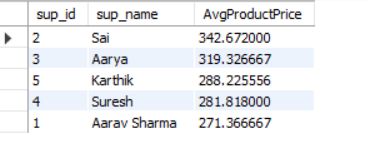 sup_id sup_name AvgProductPrice
2 Sai 342.672000
3 Aarya 319.326667
5 Karthik 288.225556
4 Suresh 281.818000
1 Aarav Sharma 271.366667